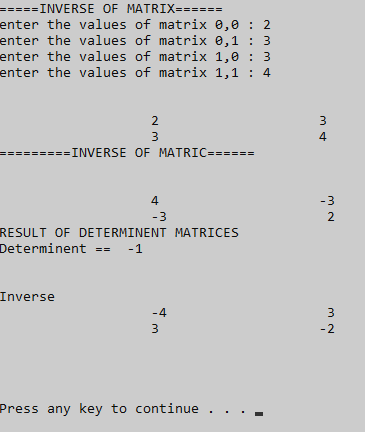 =====INVERSE OF MATRIX======
enter the values of matrix 0,0 : 2
enter the values of matrix 0,1 : 3
enter the values of matrix 1,0 : 3
enter the values of matrix 1,1 : 4
2 3
3 4
=========INVERSE OF MATRIC======
4 -3
-3 2
RESULT OF DETERMINENT MATRICES
Determinent == -1
Inverse
-4 3
3 -2
Press any key to continue . . . _